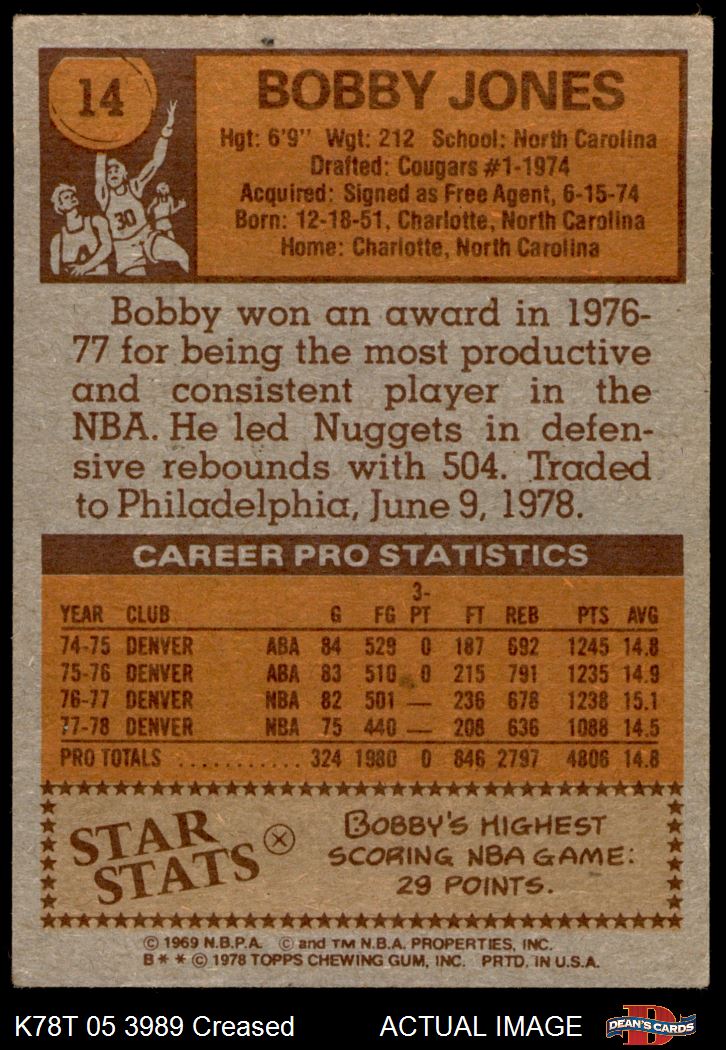 14
BOBBY JONES
Hgt: 6'9" Wgt: 212 School: North Carolina
Drafted: Cougars #1-1974
Acquired: Signed as Free Agent, 6-15-74
Born: 12-18-51, Charlotte, North Carolina
Home: Charlotte, North Carolina
30
Bobby won an award in 1976-
77 for being the most productive
and consistent player in the
NBA. He led Nuggets in defen-
sive rebounds with 504. Traded
to Philadelphia, June 9, 1978.
CAREER PRO STATISTICS
YEAR CLUB G FG 3-PT FT REB PTS AVG
74-75 DENVER ABA 84 529 0 187 692 1245 14.8
75-76 DENVER ABA 83 510 0 215 791 1235 14.9
76-77 DENVER NBA 82 501 — 236 678 1238 15.1
77-78 DENVER NBA 75 440 — 208 636 1088 14.5
PRO TOTALS ........... 324 1980 0 846 2797 4806 14.8
STAR
STATS
BOBBY'S HIGHEST
SCORING NBA GAME:
29 POINTS.
© 1969 N.B.P.A. © and TM N.B.A. PROPERTIES, INC.
B * * © 1978 TOPPS CHEWING GUM, INC. PRTD. IN U.S.A.
K78T 05 3989 Creased ACTUAL IMAGE
DEAN'S CARDS